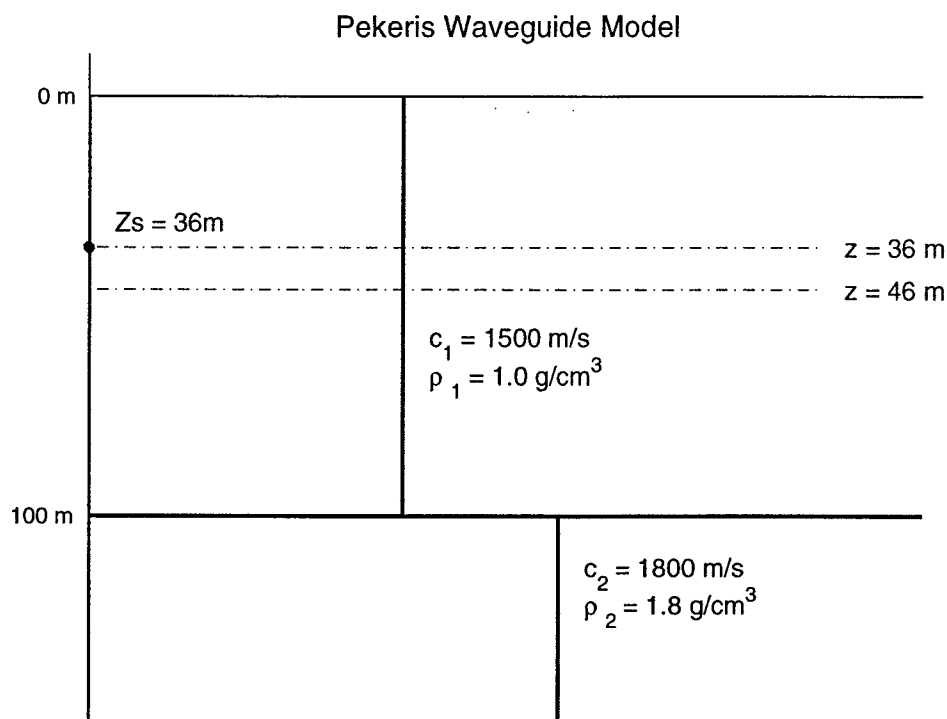 Pekeris Waveguide Model
0 m
Zs = 36m
z = 36 m
z = 46 m
c₁ = 1500 m/s
ρ₁ = 1.0 g/cm³
100 m
c₂ = 1800 m/s
ρ₂ = 1.8 g/cm³